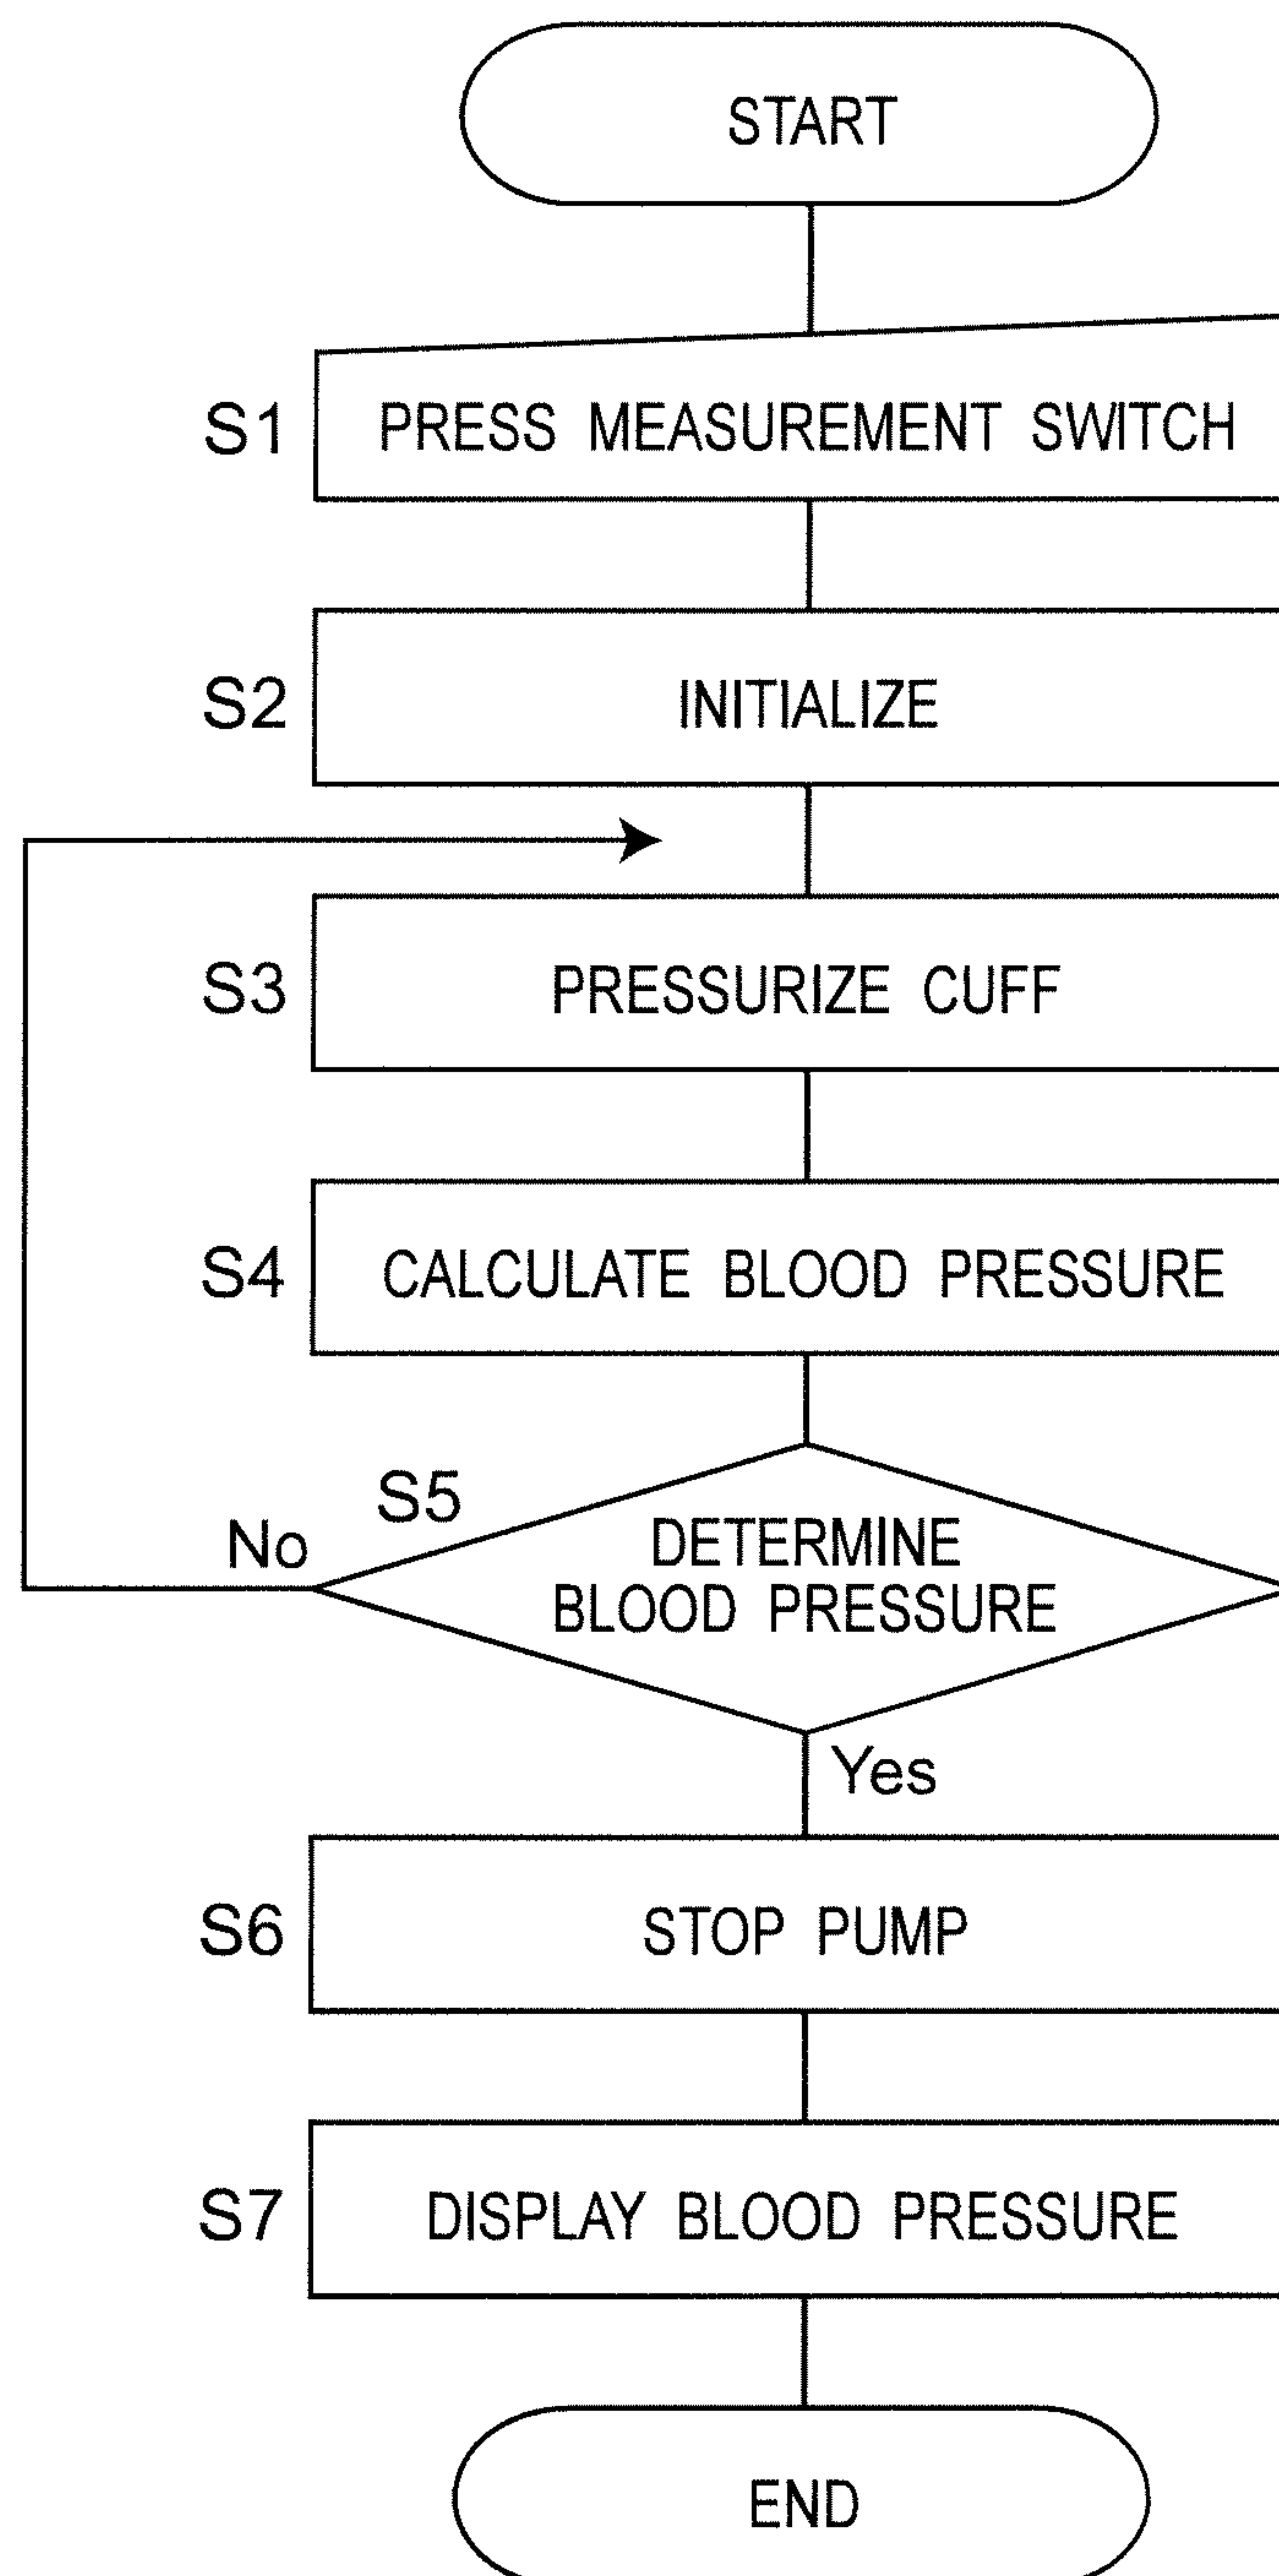 START
S1 PRESS MEASUREMENT SWITCH
S2 INITIALIZE
S3 PRESSURIZE CUFF
S4 CALCULATE BLOOD PRESSURE
S5
No
DETERMINE
BLOOD PRESSURE
Yes
S6 STOP PUMP
S7 DISPLAY BLOOD PRESSURE
END